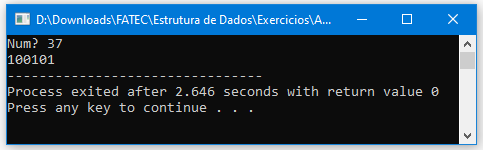 D:\Downloads\FATEC\Estrutura de Dados\Exercicios\A...
Num? 37
100101
--------------------------------
Process exited after 2.646 seconds with return value 0
Press any key to continue . . .